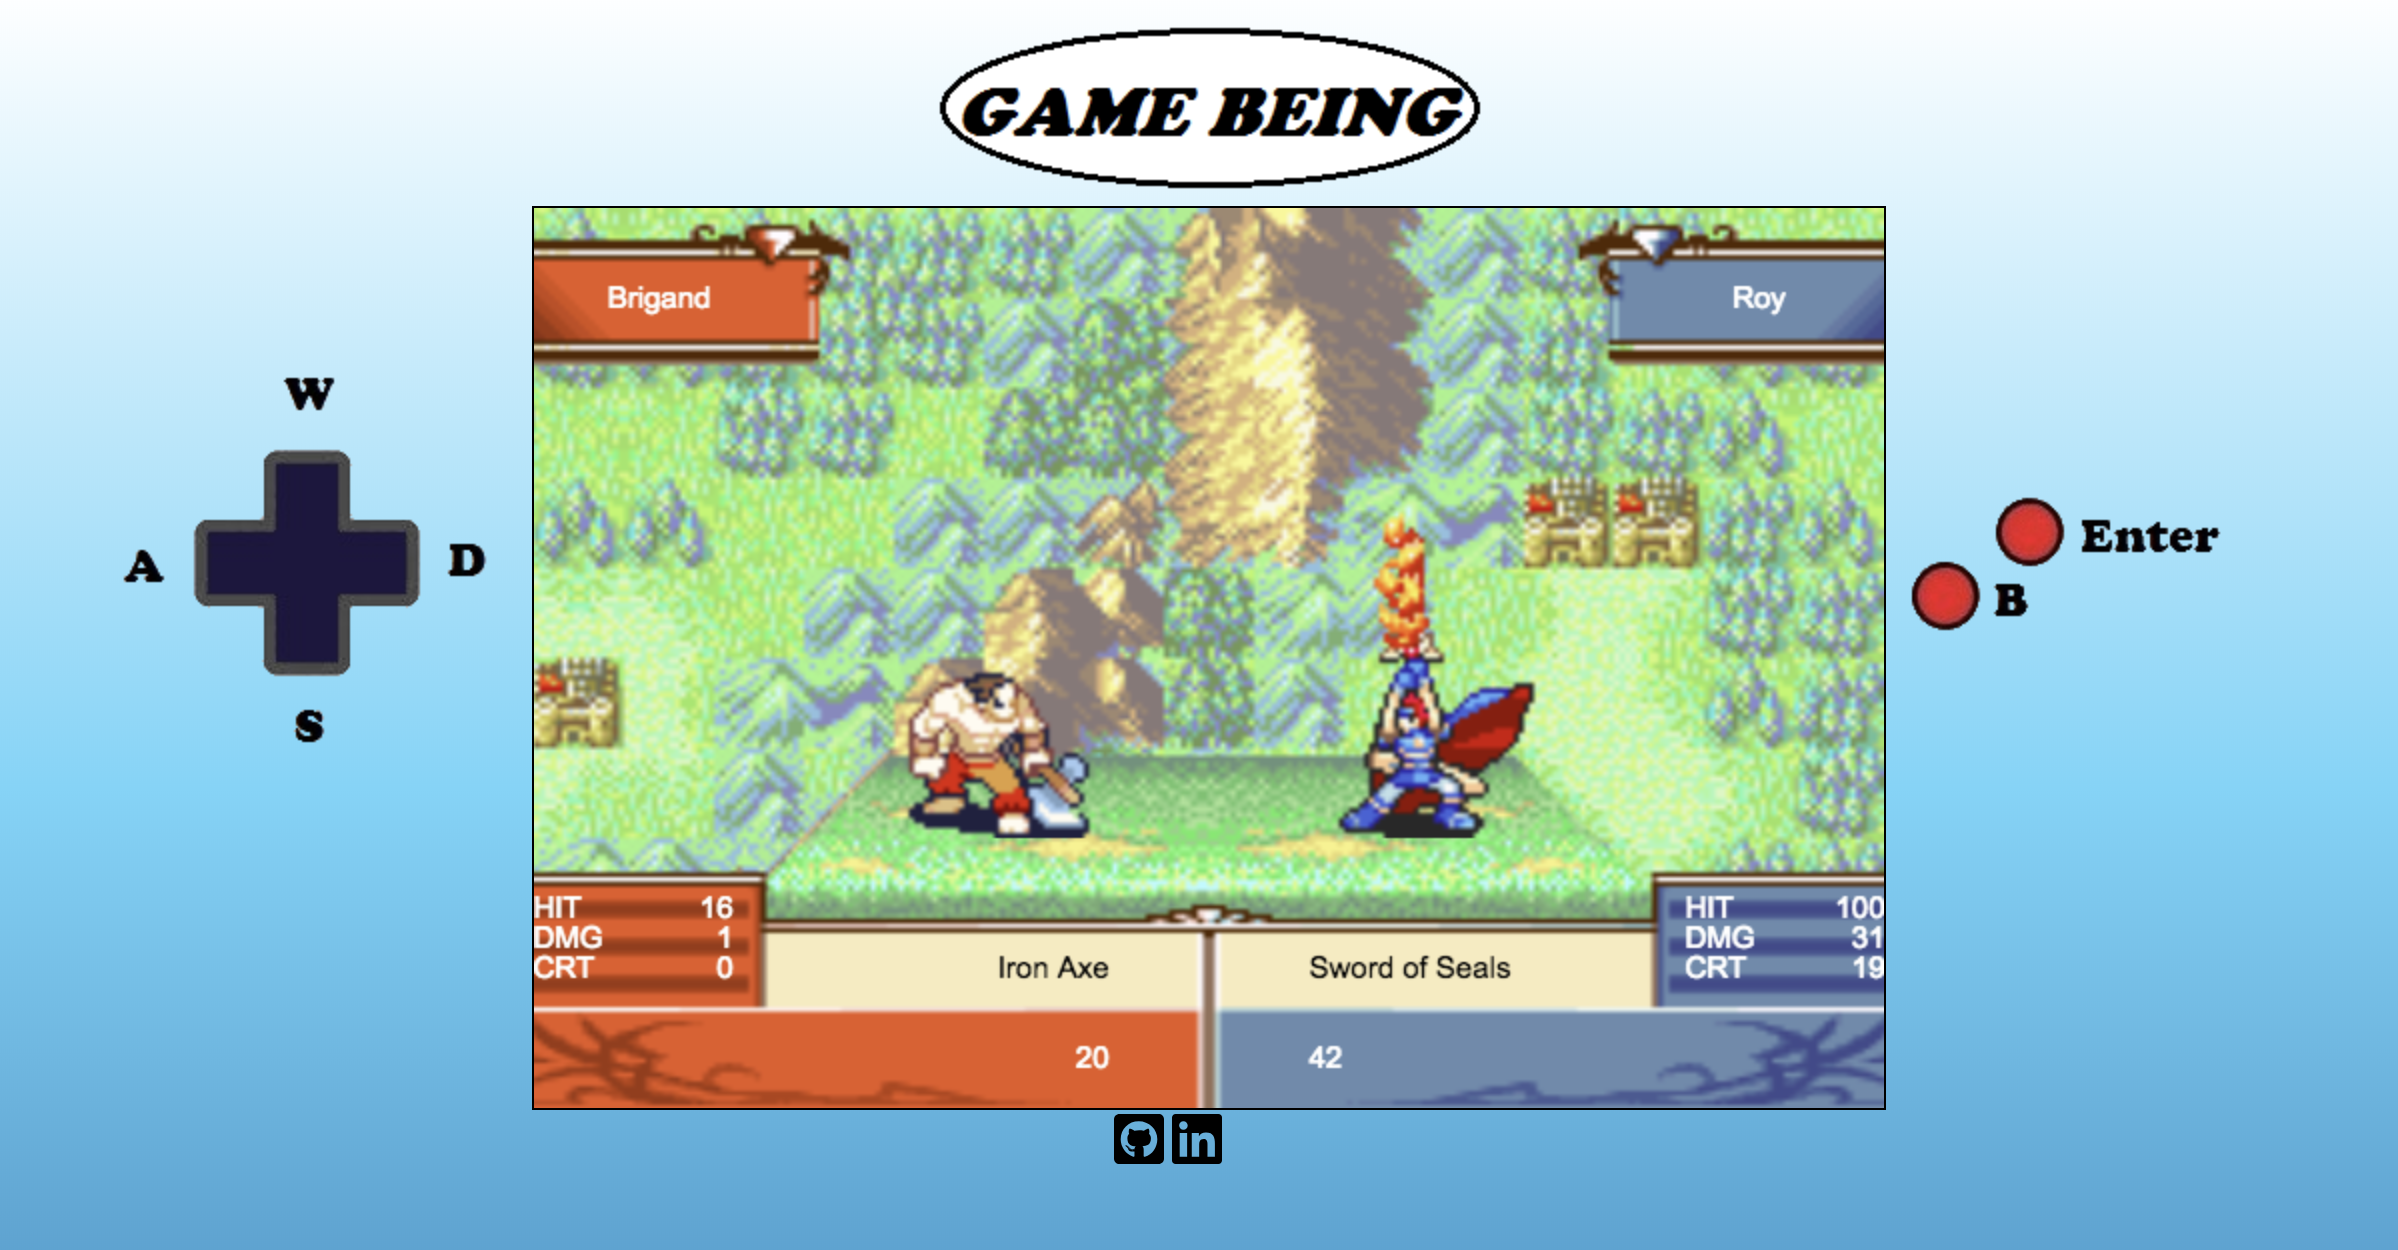 GAME BEING
Brigand
Roy
W
A
D
S
Enter
B
HIT 16
DMG 1
CRT 0
Iron Axe
Sword of Seals
HIT 100
DMG 31
CRT 19
20
42
in